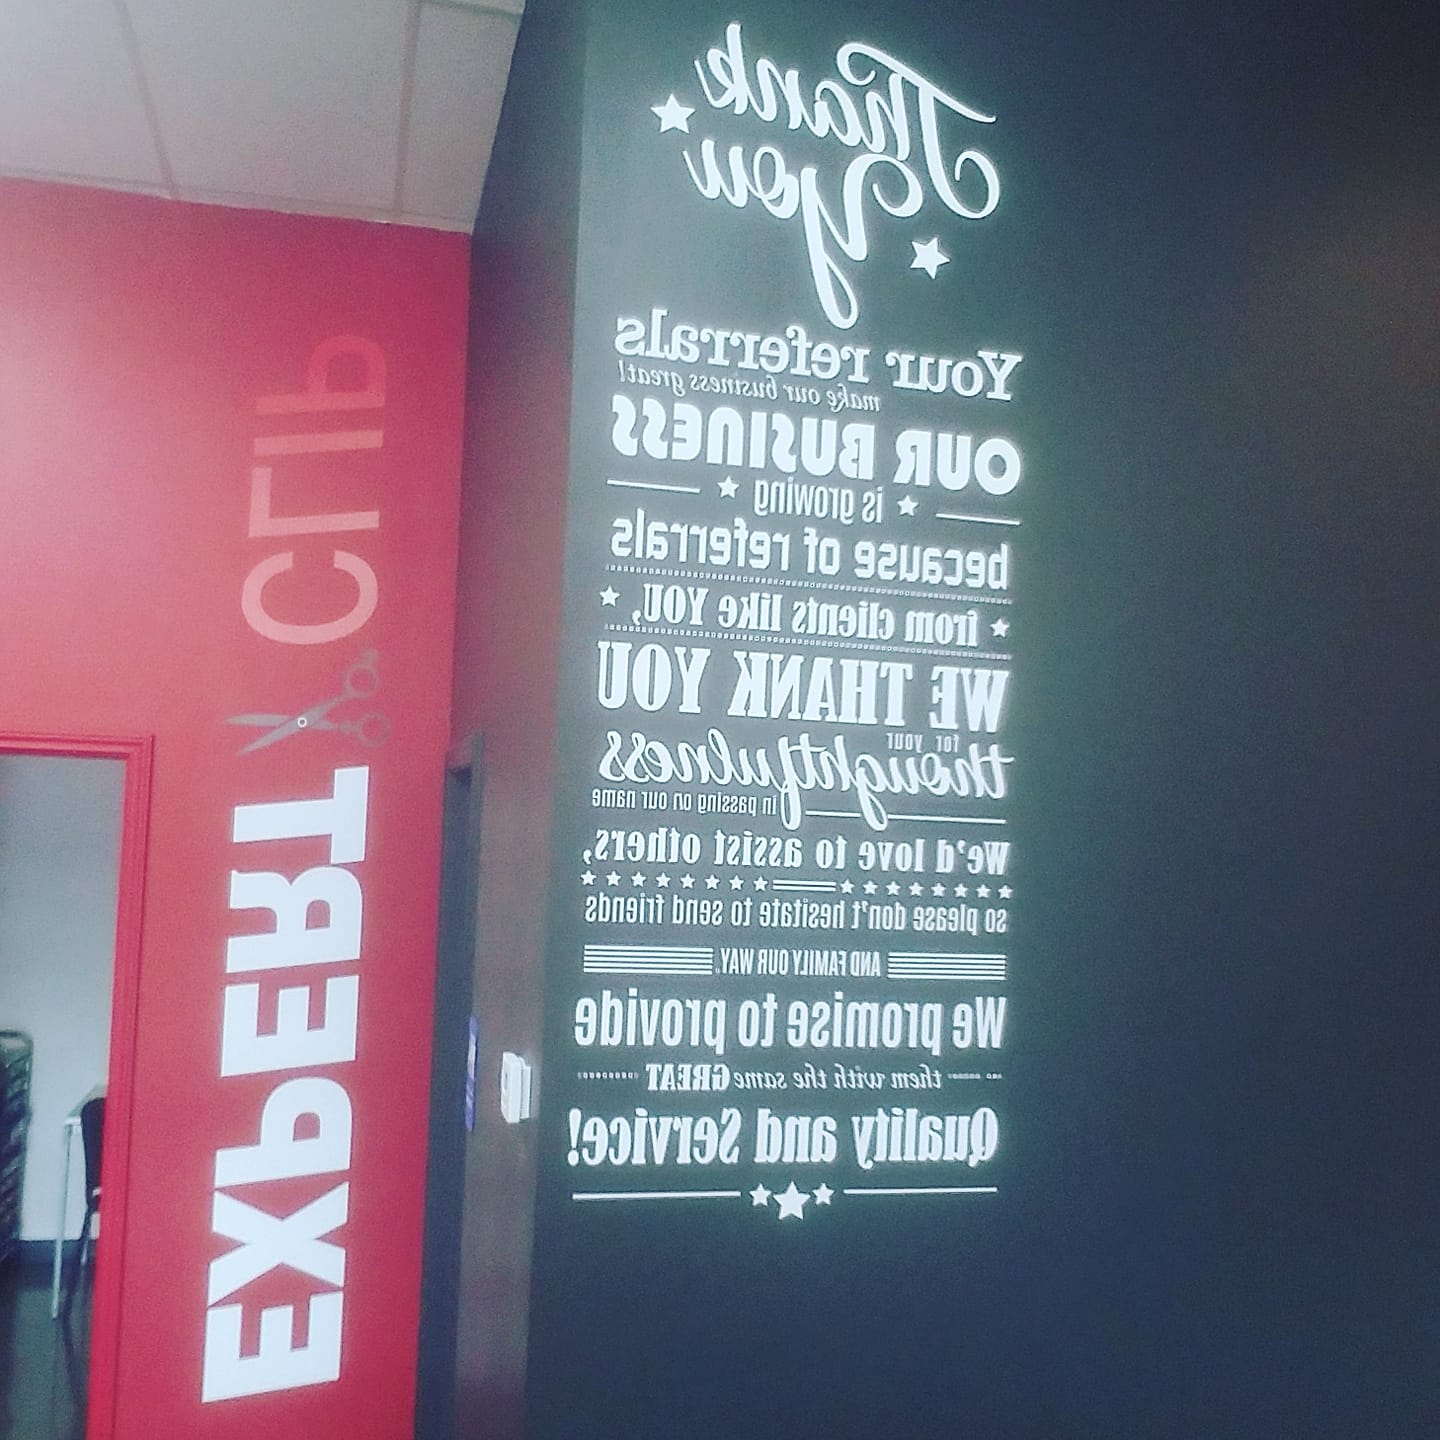 Thank
you
Your referrals
make our business great!
OUR BUSINESS
is growing
because of referrals
from clients like YOU,
WE THANK YOU
for your
thoughtfulness
in passing on our name
We'd love to assist others,
so please don't hesitate to send friends
AND FAMILY OUR WAY.
We promise to provide
them with the same GREAT
Quality and Service!
EXPERT CLIP